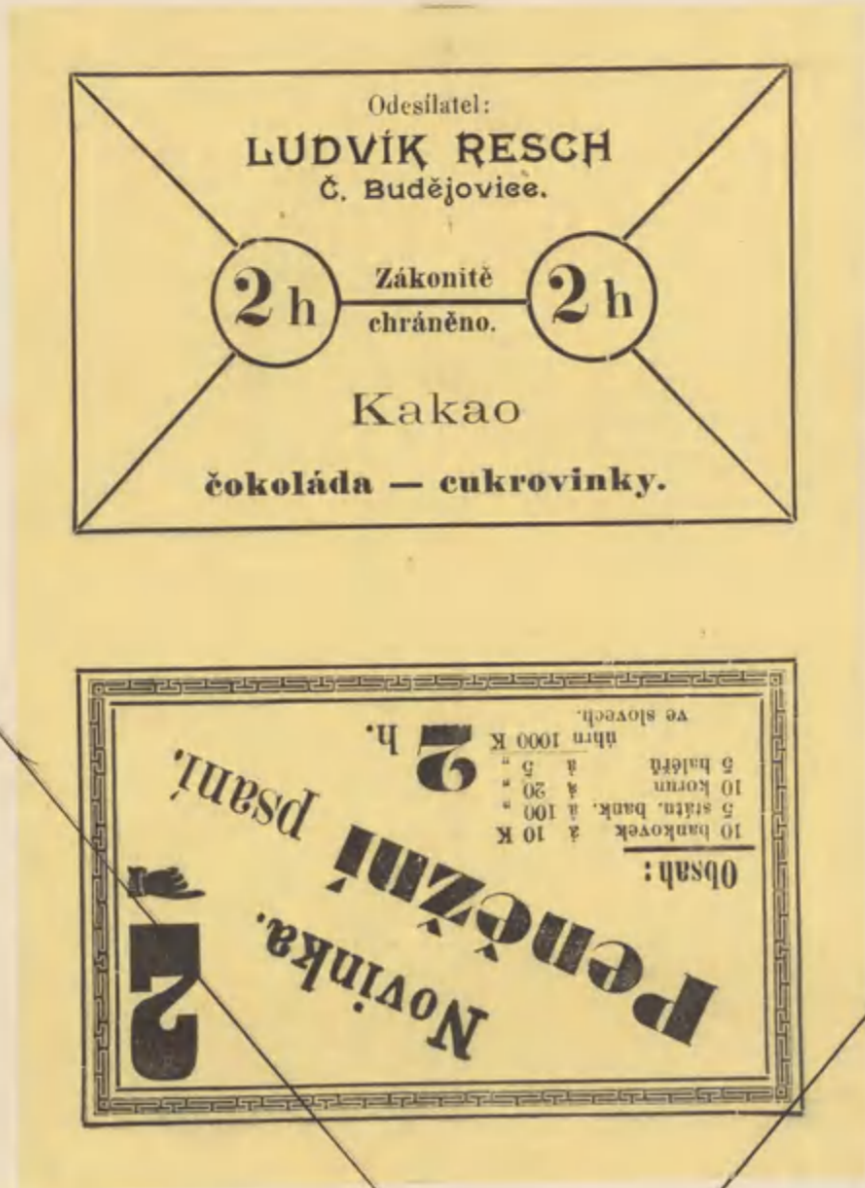 Odesílatel:
LUDVÍK RESCH
Č. Budějovice.
2 h
Zákonitě
chráněno.
2 h
Kakao
čokoláda — cukrovinky.
2
Novinka.
Peněžní
psaní.
2 h.
Obsah:
10 bankovek à 10 K
5 státn. bank. à 100 „
10 korun à 20 „
5 haléřů à 5 „
úhrn 1000 K
ve slovech.